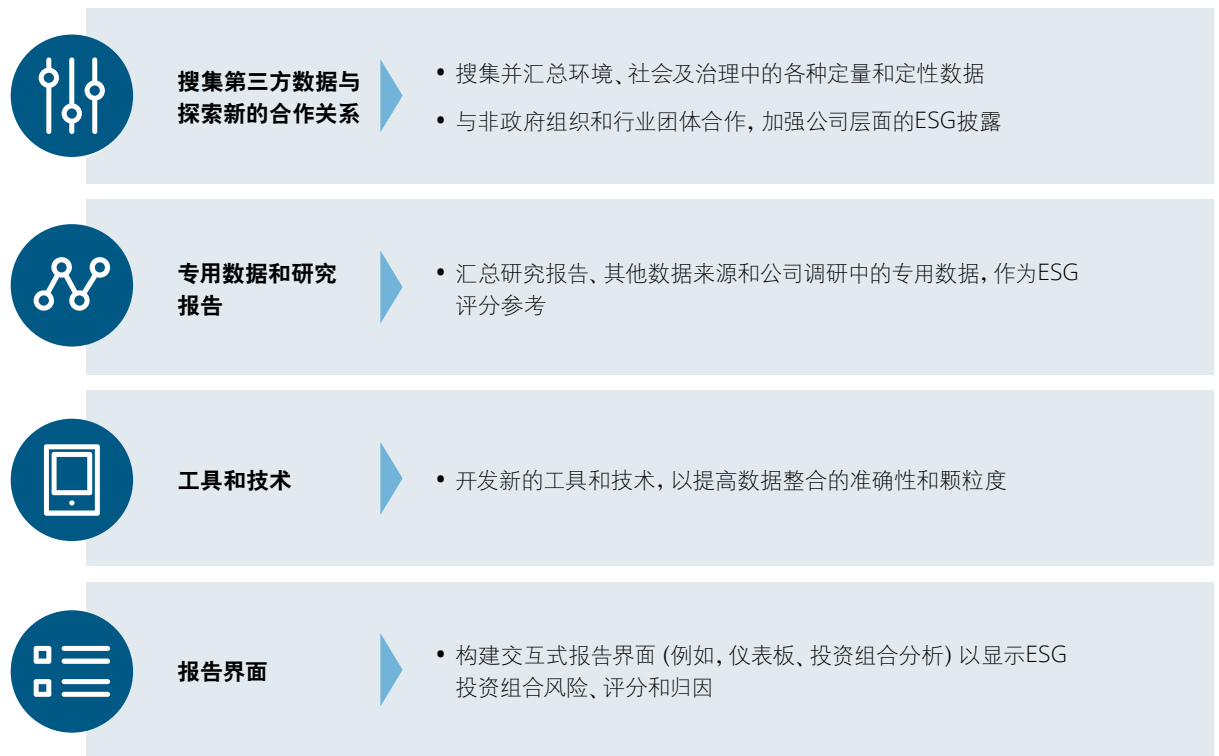 搜集第三方数据与
探索新的合作关系
• 搜集并汇总环境、社会及治理中的各种定量和定性数据
• 与非政府组织和行业团体合作, 加强公司层面的ESG披露
专用数据和研究
报告
• 汇总研究报告、其他数据来源和公司调研中的专用数据, 作为ESG
评分参考
工具和技术
• 开发新的工具和技术, 以提高数据整合的准确性和颗粒度
报告界面
• 构建交互式报告界面 (例如, 仪表板、投资组合分析) 以显示ESG
投资组合风险、评分和归因